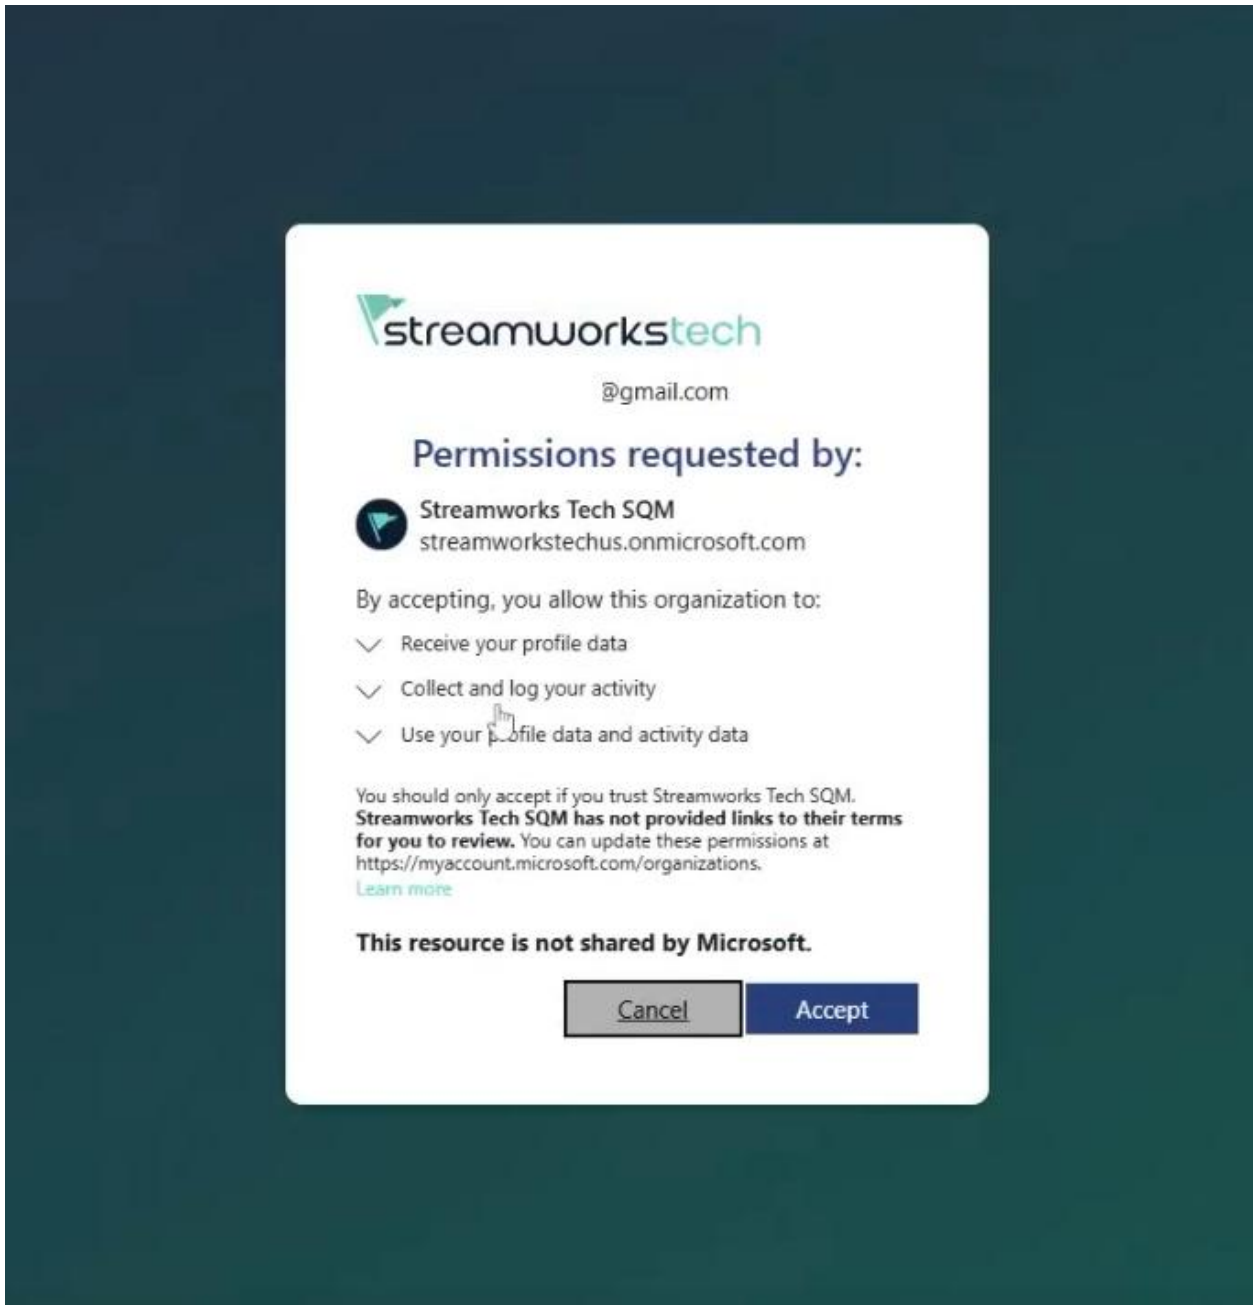 streamworkstech
@gmail.com
Permissions requested by:
Streamworks Tech SQM
streamworkstechus.onmicrosoft.com
By accepting, you allow this organization to:
Receive your profile data
Collect and log your activity
Use your profile data and activity data
You should only accept if you trust Streamworks Tech SQM.
Streamworks Tech SQM has not provided links to their terms
for you to review. You can update these permissions at
https://myaccount.microsoft.com/organizations.
Learn more
This resource is not shared by Microsoft.
Cancel Accept